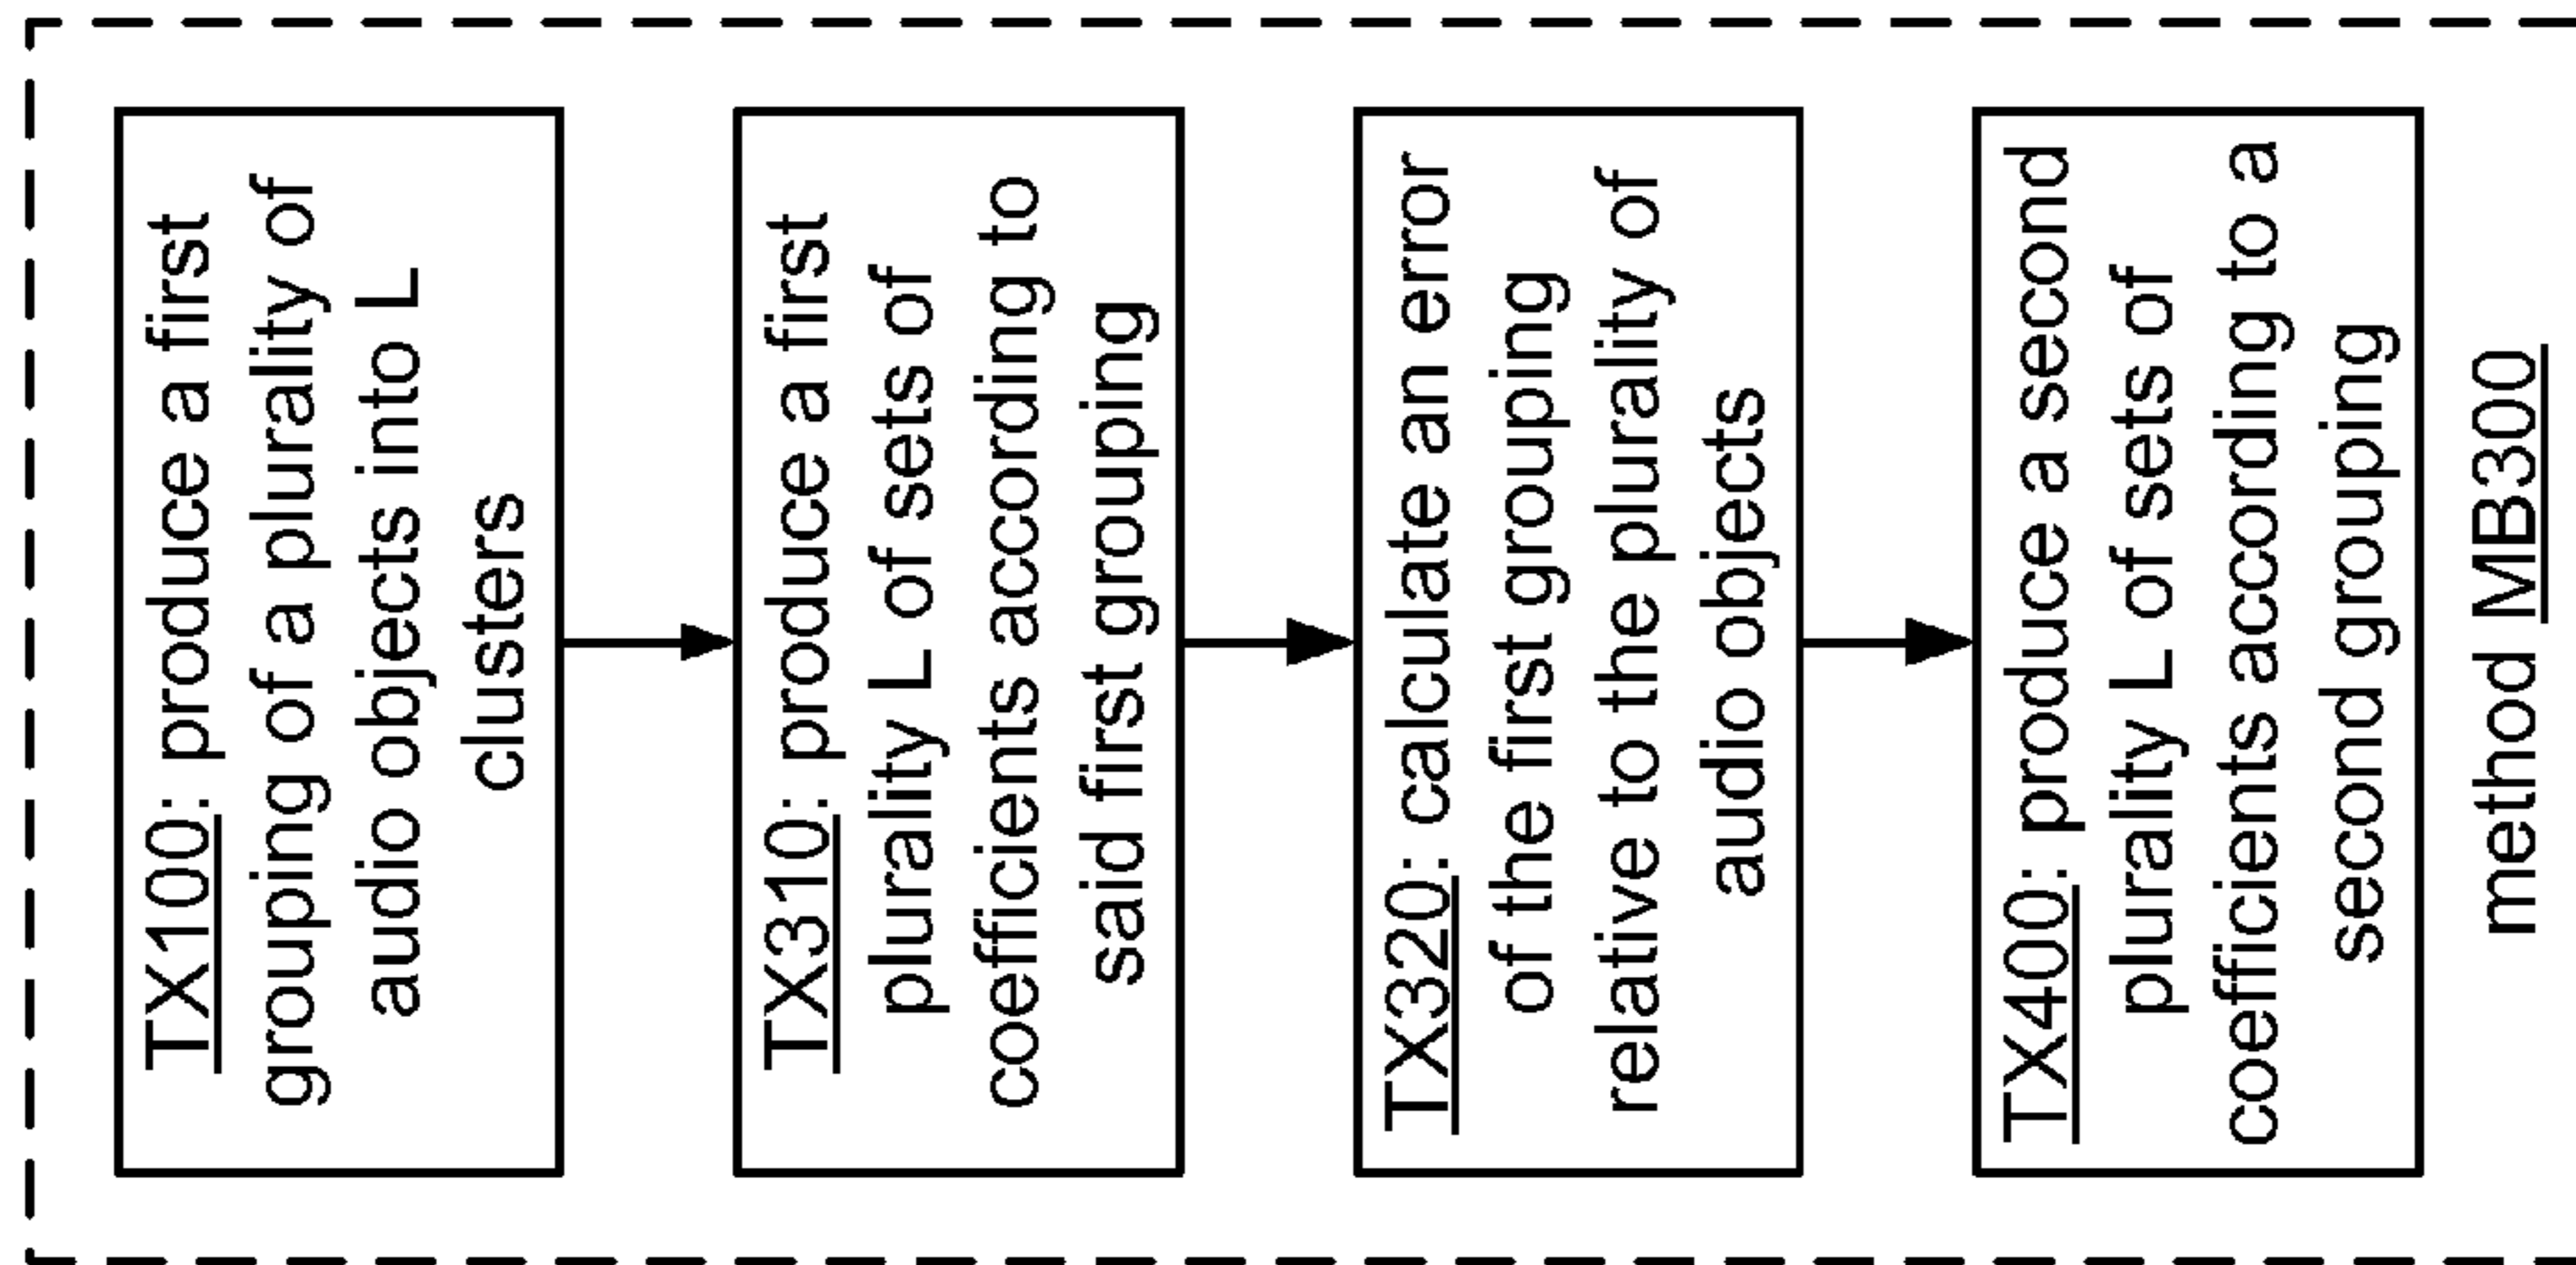 TX100: produce a first
grouping of a plurality of
audio objects into L
clusters
TX310: produce a first
plurality L of sets of
coefficients according to
said first grouping
TX320: calculate an error
of the first grouping
relative to the plurality of
audio objects
TX400: produce a second
plurality L of sets of
coefficients according to a
second grouping
method MB300